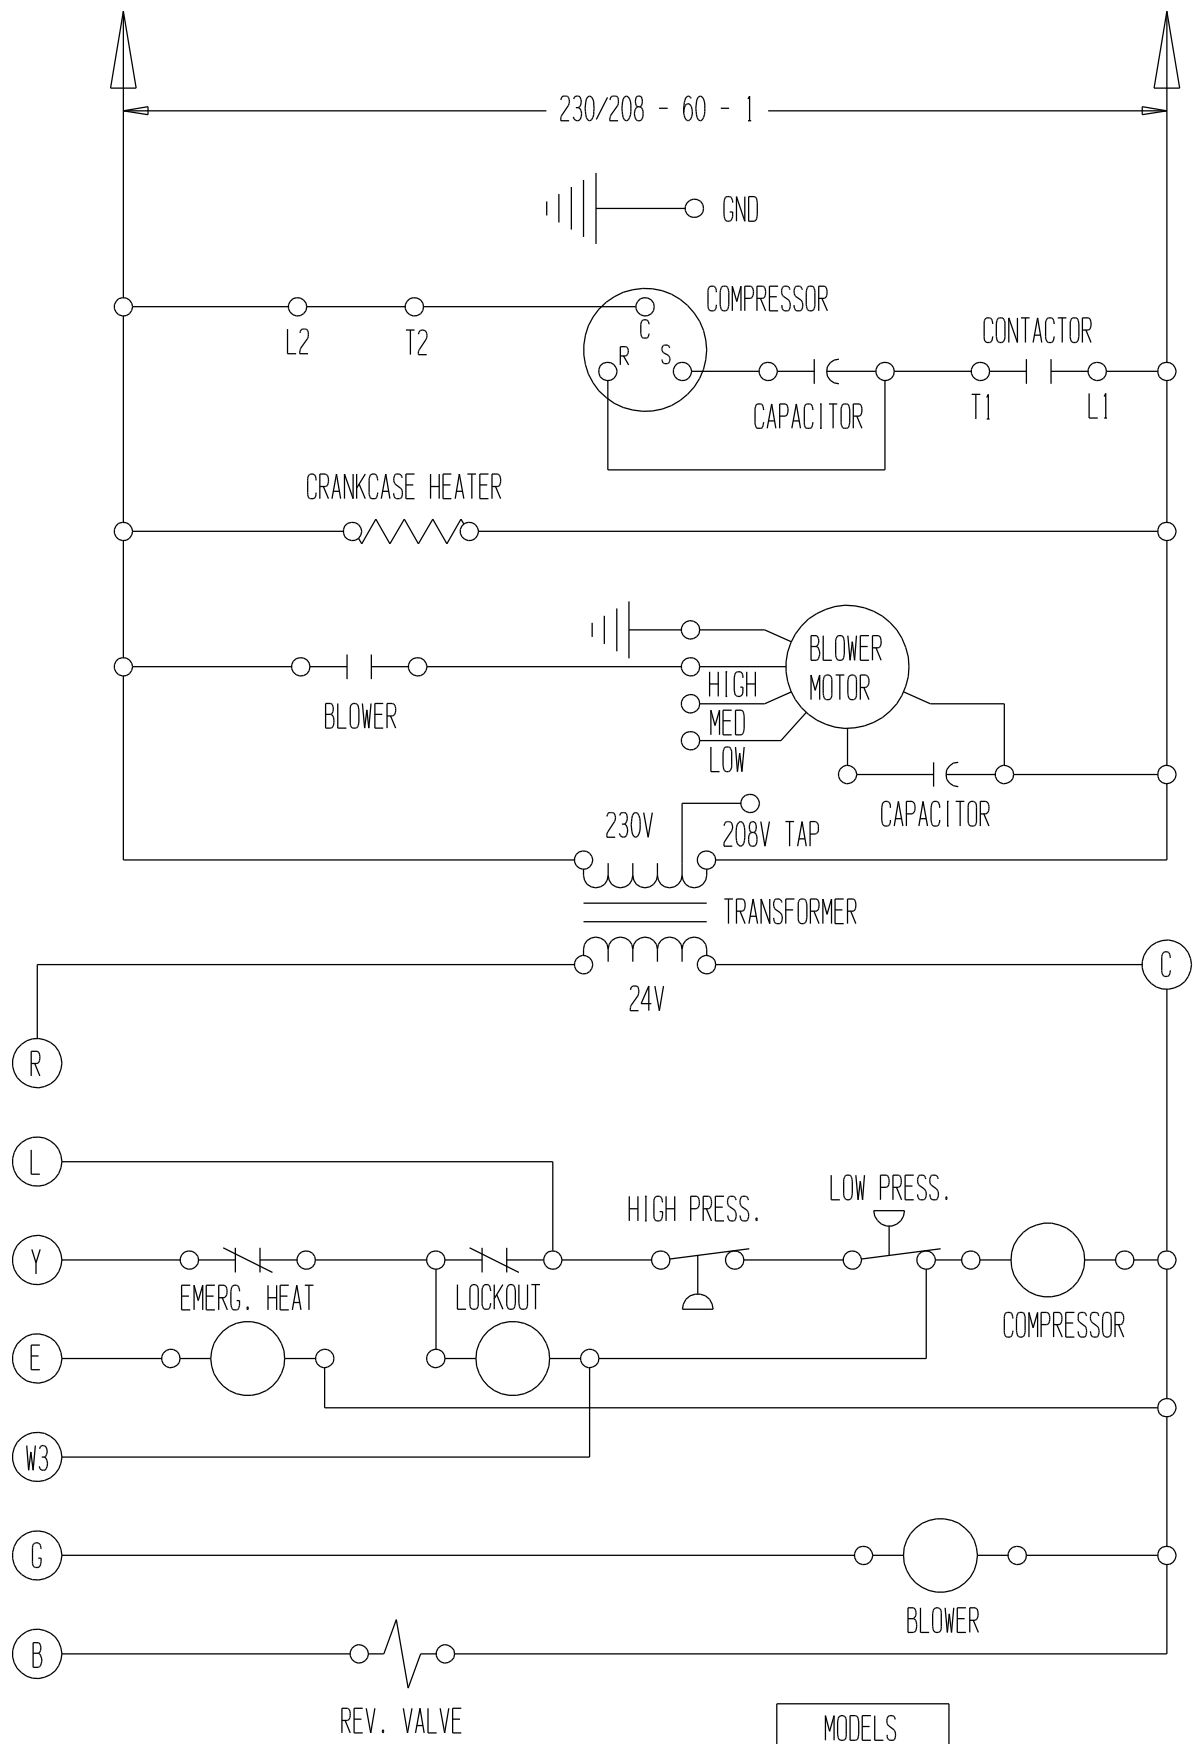 230/208 - 60 - 1
GND
COMPRESSOR
C
R
S
L2
T2
CONTACTOR
CAPACITOR
T1
L1
CRANKCASE HEATER
BLOWER
MOTOR
HIGH
MED
LOW
BLOWER
CAPACITOR
230V
208V TAP
TRANSFORMER
24V
C
R
L
HIGH PRESS.
LOW PRESS.
Y
EMERG. HEAT
LOCKOUT
COMPRESSOR
E
W3
G
BLOWER
B
REV. VALVE
MODELS